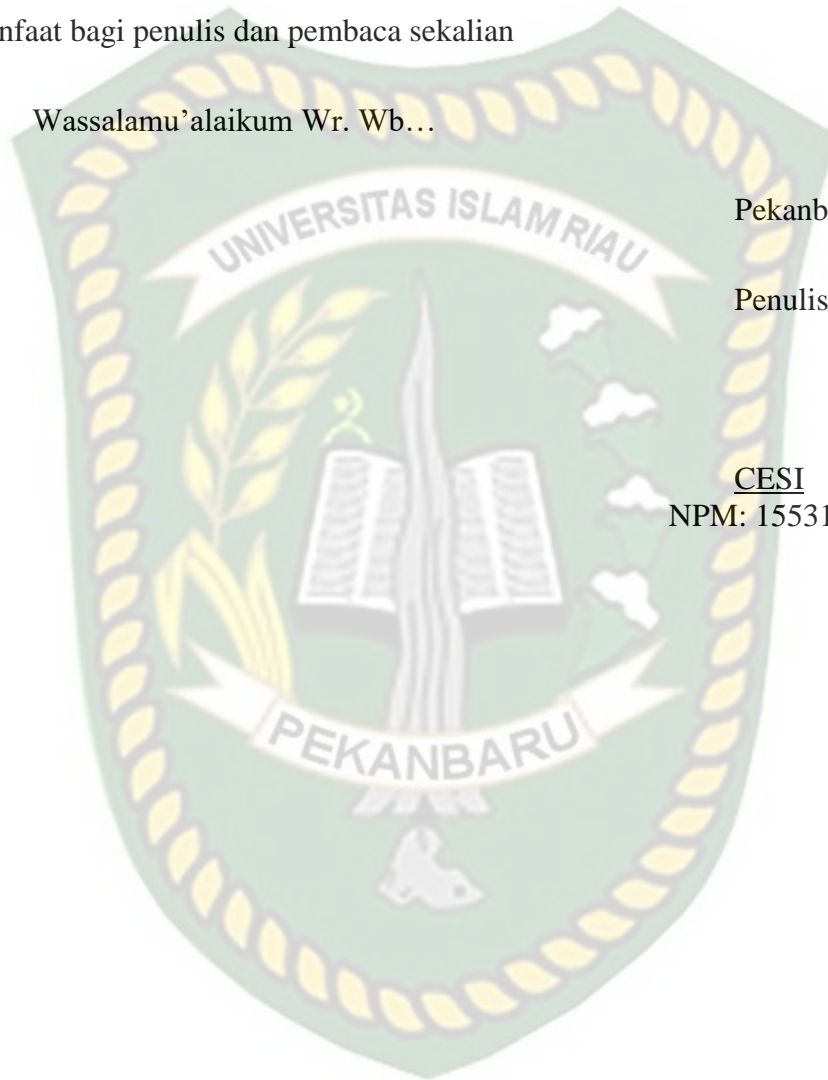 nfaat bagi penulis dan pembaca sekalian
Wassalamu’alaikum Wr. Wb…
UNIVERSITAS ISLAM RIAU
Pekanb
Penulis
CESI
NPM: 15531
PEKANBARU